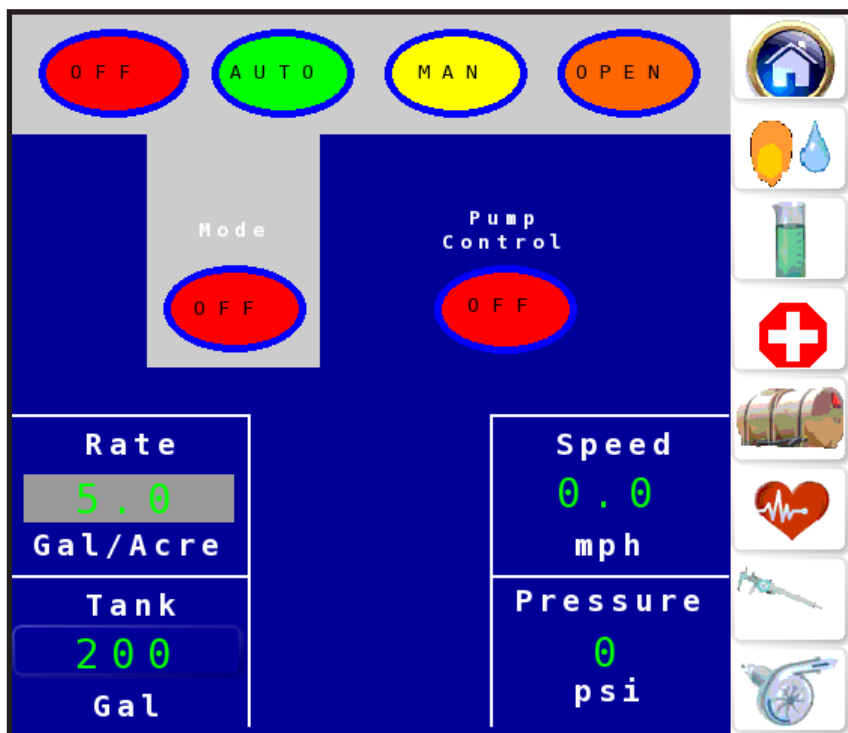 OFF AUTO MAN OPEN
Mode
Pump
Control
OFF
OFF
Rate
5.0
Gal/Acre
Speed
0.0
mph
Tank
200
Gal
Pressure
0
psi